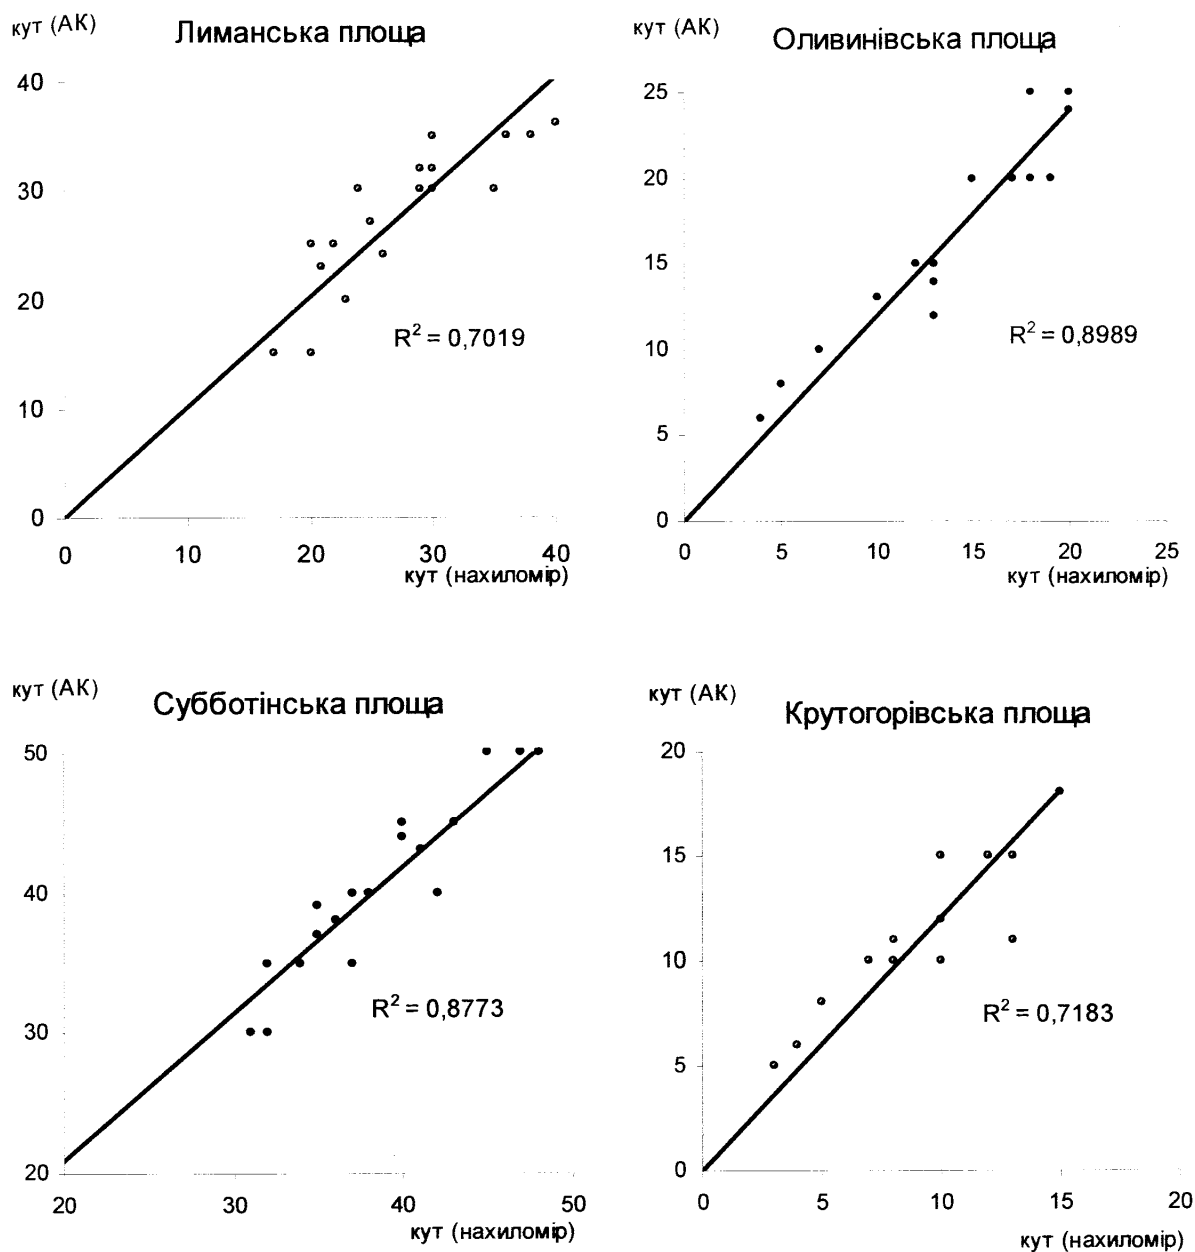 кут (АК)
Лиманська площа
40
30
20
10
0
0 10 20 30 40
кут (нахиломір)
R² = 0,7019
кут (АК)
Оливинівська площа
25
20
15
10
5
0
0 5 10 15 20 25
кут (нахиломір)
R² = 0,8989
кут (АК)
Субботінська площа
50
40
30
20
20 30 40 50
кут (нахиломір)
R² = 0,8773
кут (АК)
Крутогорівська площа
20
15
10
5
0
0 5 10 15 20
кут (нахиломір)
R² = 0,7183